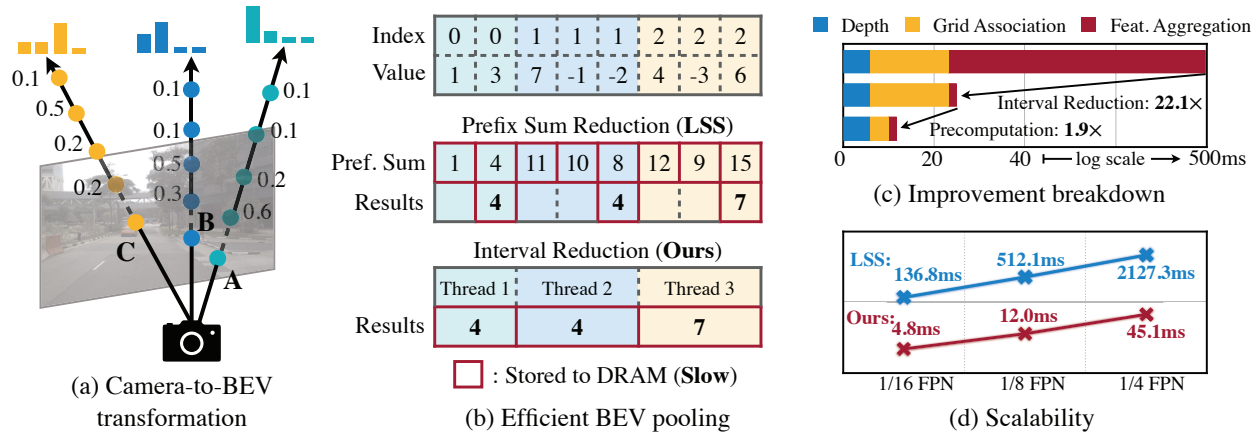 0.1
0.5
0.2
0.2
C
0.1
0.1
0.5
0.3
B
0.1
0.1
0.2
0.6
A
(a) Camera-to-BEV
transformation
Index 0 0 1 1 1 2 2 2
Value 1 3 7 -1 -2 4 -3 6
Prefix Sum Reduction (LSS)
Pref. Sum 1 4 11 10 8 12 9 15
Results 4 4 7
Interval Reduction (Ours)
Thread 1 Thread 2 Thread 3
Results 4 4 7
: Stored to DRAM (Slow)
(b) Efficient BEV pooling
Depth Grid Association Feat. Aggregation
Interval Reduction: 22.1×
Precomputation: 1.9×
0 20 40 log scale 500ms
(c) Improvement breakdown
LSS: 136.8ms 512.1ms 2127.3ms
Ours: 4.8ms 12.0ms 45.1ms
1/16 FPN 1/8 FPN 1/4 FPN
(d) Scalability